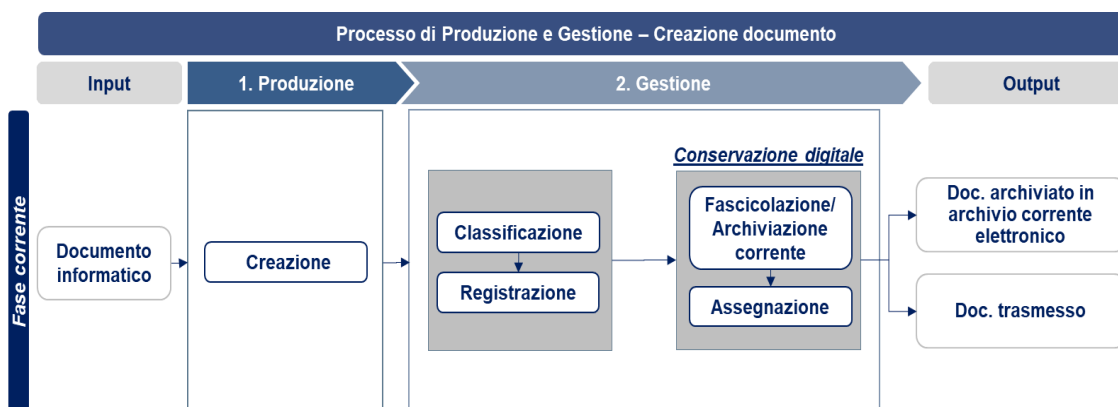 Processo di Produzione e Gestione – Creazione documento
Input
1. Produzione
2. Gestione
Output
Fase corrente
Documento
informatico
Creazione
Classificazione
Registrazione
Conservazione digitale
Fascicolazione/
Archiviazione
corrente
Assegnazione
Doc. archiviato in
archivio corrente
elettronico
Doc. trasmesso